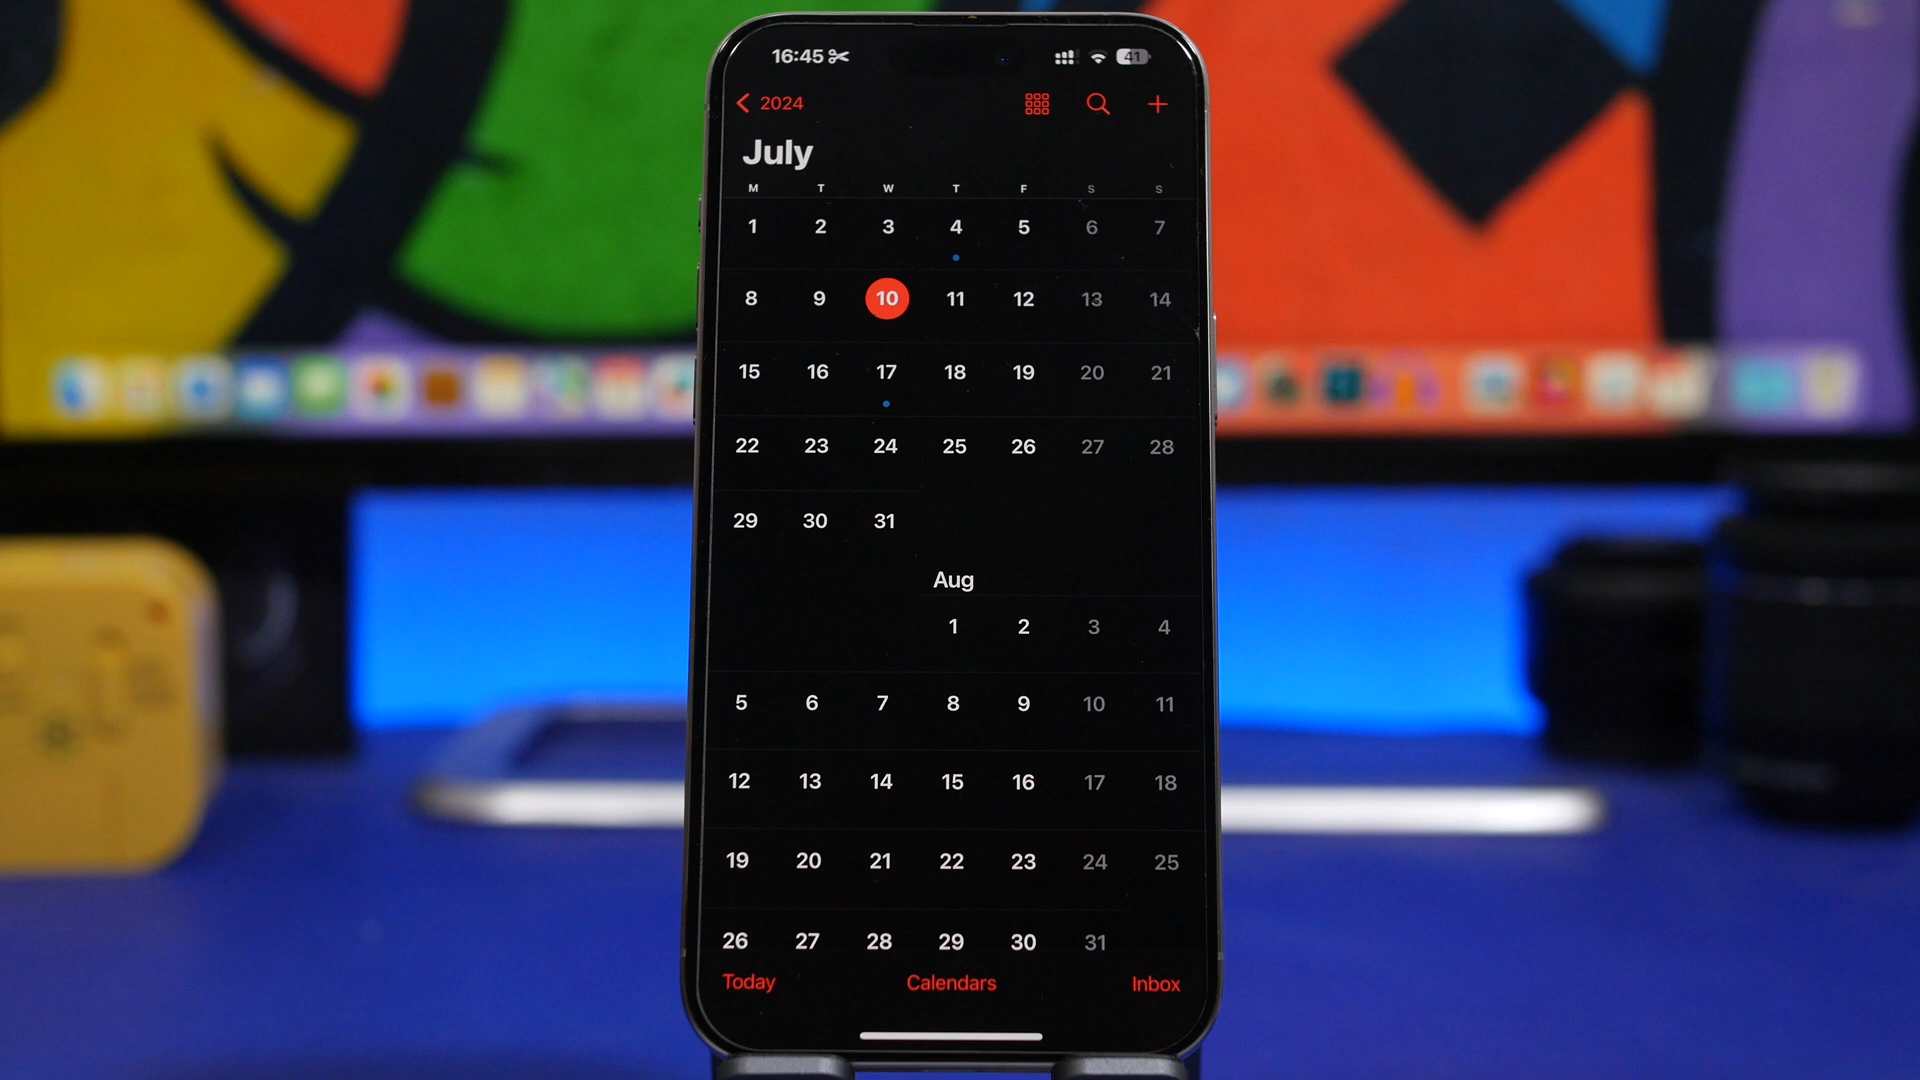 16:45 41
2024
July
M T W T F S S
1 2 3 4 5 6 7
8 9 10 11 12 13 14
15 16 17 18 19 20 21
22 23 24 25 26 27 28
29 30 31
Aug
1 2 3 4
5 6 7 8 9 10 11
12 13 14 15 16 17 18
19 20 21 22 23 24 25
26 27 28 29 30 31
Today Calendars Inbox